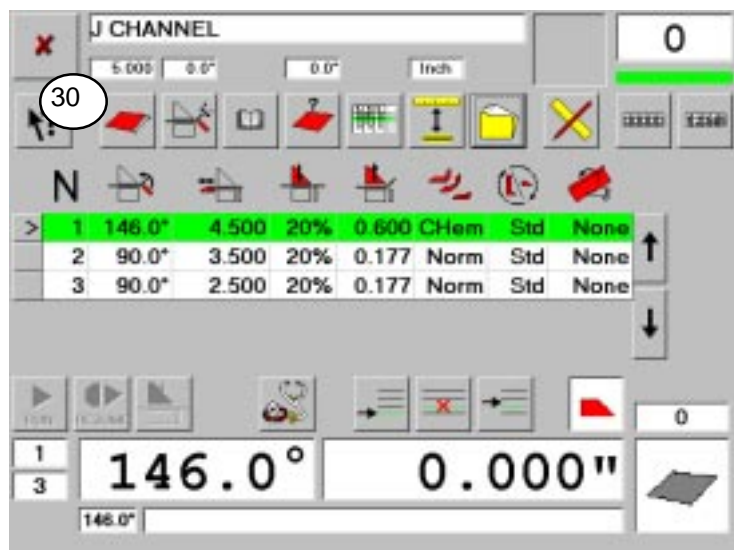 J CHANNEL
0
5.000 0.0° 0.0° Inch
30
?
N
> 1 146.0° 4.500 20% 0.600 CHem Std None
2 90.0° 3.500 20% 0.177 Norm Std None
3 90.0° 2.500 20% 0.177 Norm Std None
0
1
3
146.0° 0.000"
146.0°